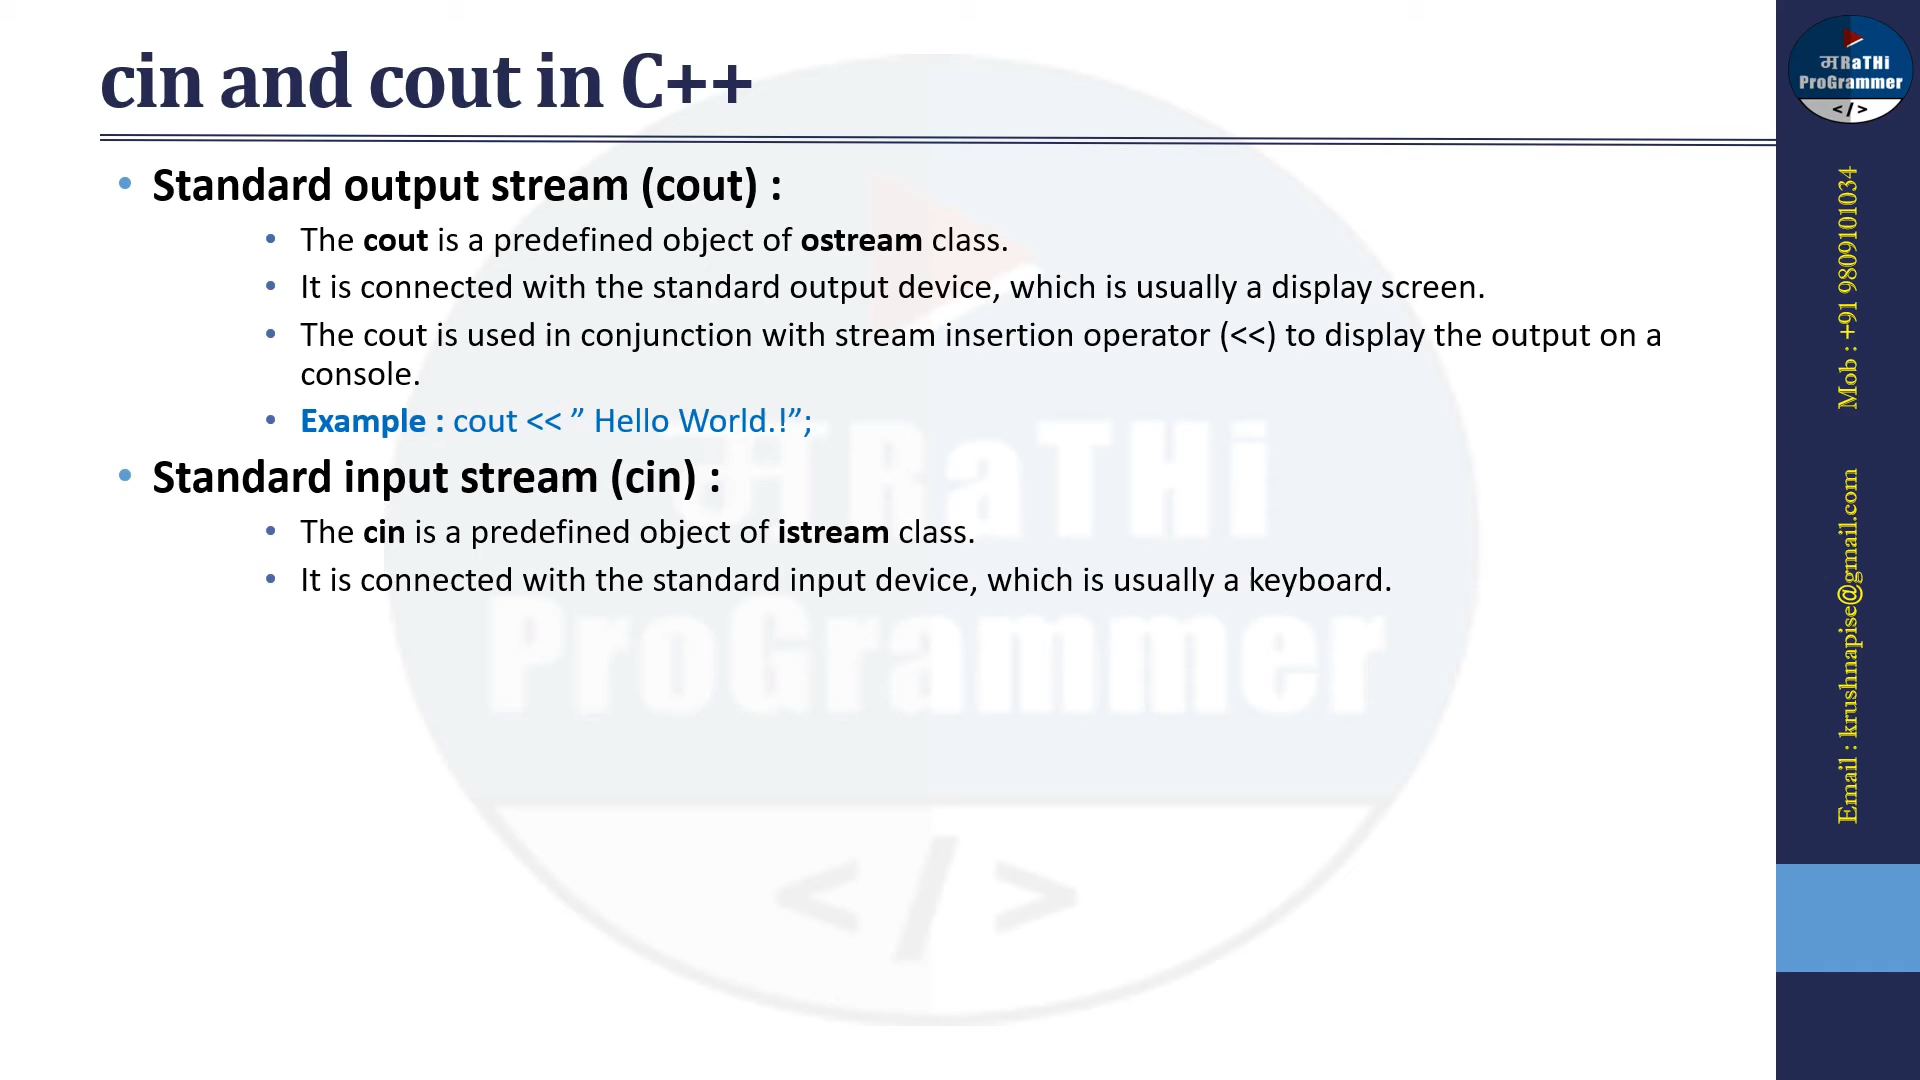 cin and cout in C++
• Standard output stream (cout) :
• The cout is a predefined object of ostream class.
• It is connected with the standard output device, which is usually a display screen.
• The cout is used in conjunction with stream insertion operator (<<) to display the output on a
console.
• Example : cout << ” Hello World.!”;
• Standard input stream (cin) :
• The cin is a predefined object of istream class.
• It is connected with the standard input device, which is usually a keyboard.
मRaTHi
ProGrammer
</>
मRaTHi
ProGrammer
</>
Mob : +91 9809101034
Email : krushnapise@gmail.com